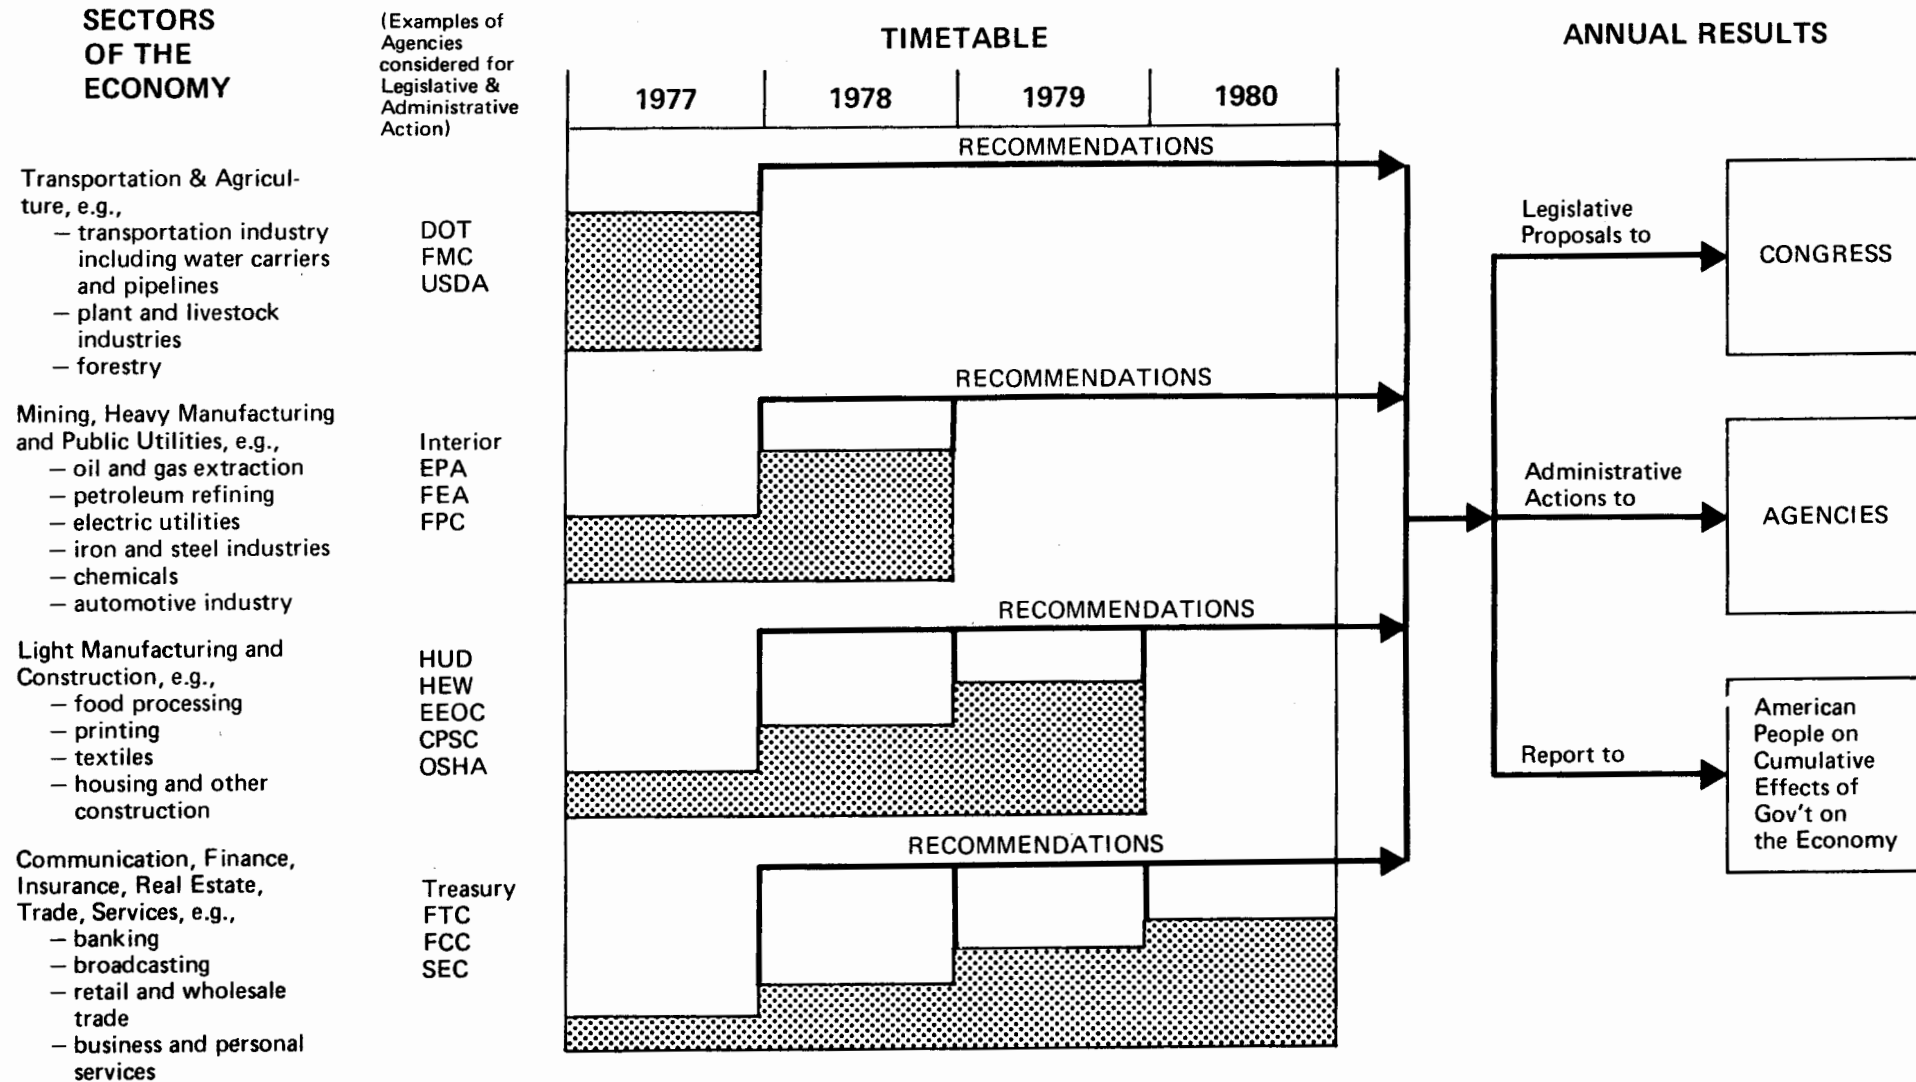 SECTORS
OF THE
ECONOMY
(Examples of
Agencies
considered for
Legislative &
Administrative
Action)
TIMETABLE
ANNUAL RESULTS
1977
1978
1979
1980
RECOMMENDATIONS
Transportation & Agricul-
ture, e.g.,
— transportation industry
including water carriers
and pipelines
— plant and livestock
industries
— forestry
DOT
FMC
USDA
RECOMMENDATIONS
Mining, Heavy Manufacturing
and Public Utilities, e.g.,
— oil and gas extraction
— petroleum refining
— electric utilities
— iron and steel industries
— chemicals
— automotive industry
Interior
EPA
FEA
FPC
RECOMMENDATIONS
Light Manufacturing and
Construction, e.g.,
— food processing
— printing
— textiles
— housing and other
construction
HUD
HEW
EEOC
CPSC
OSHA
RECOMMENDATIONS
Communication, Finance,
Insurance, Real Estate,
Trade, Services, e.g.,
— banking
— broadcasting
— retail and wholesale
trade
— business and personal
services
Treasury
FTC
FCC
SEC
Legislative
Proposals to
CONGRESS
Administrative
Actions to
AGENCIES
Report to
American
People on
Cumulative
Effects of
Gov't on
the Economy